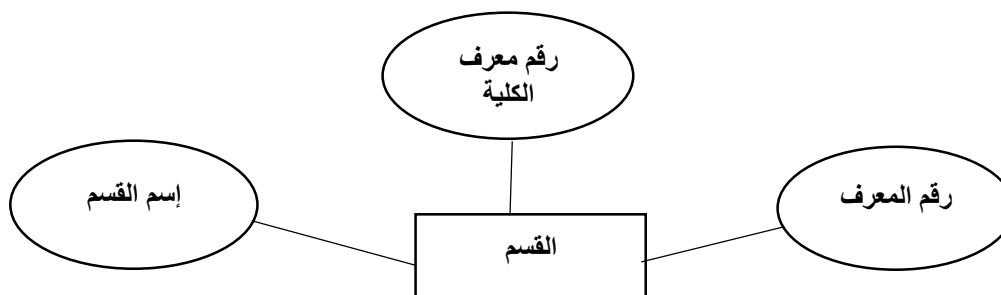 رقم معرف
الكلية
رقم المعرف
إسم القسم
القسم